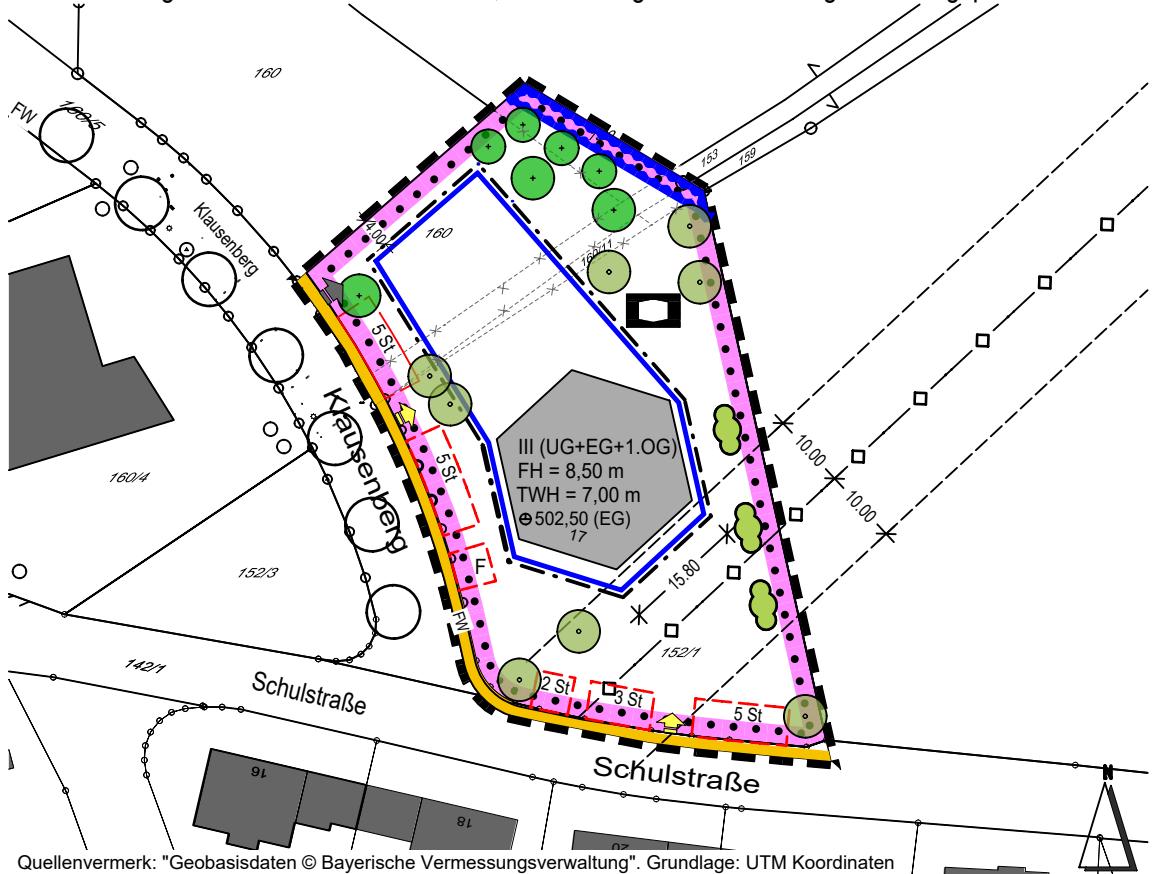 160
FW
160/5
153
159
Klausenberg
4.00
160
160/11
5 St
Klausenberg
10.00
III (UG+EG+1.OG)
FH = 8,50 m
TWH = 7,00 m
502,50 (EG)
17
5 St
160/4
10.00
F
152/3
15.80
FW
152/1
142/1
Schulstraße
2 St
3 St
5 St
Schulstraße
16
18
20
N
Quellenvermerk: "Geobasisdaten © Bayerische Vermessungsverwaltung". Grundlage: UTM Koordinaten